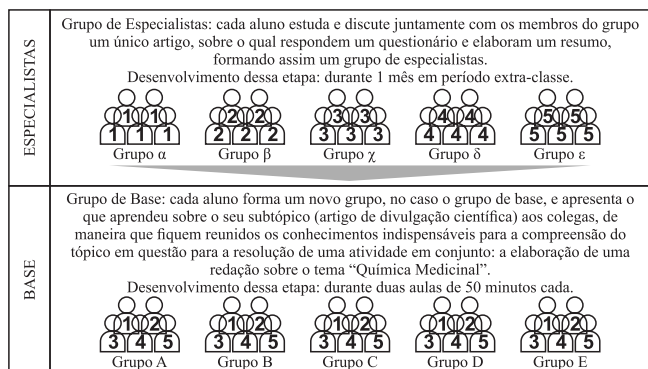 ESPECIALISTAS
Grupo de Especialistas: cada aluno estuda e discute juntamente com os membros do grupo
um único artigo, sobre o qual respondem um questionário e elaboram um resumo,
formando assim um grupo de especialistas.
Desenvolvimento dessa etapa: durante 1 mês em período extra-classe.
1 1 2 2 3 3 4 4 5 5
1 1 1 2 2 2 3 3 3 4 4 4 5 5 5
Grupo α Grupo β Grupo χ Grupo δ Grupo ε
BASE
Grupo de Base: cada aluno forma um novo grupo, no caso o grupo de base, e apresenta o
que aprendeu sobre o seu subtópico (artigo de divulgação científica) aos colegas, de
maneira que fiquem reunidos os conhecimentos indispensáveis para a compreensão do
tópico em questão para a resolução de uma atividade em conjunto: a elaboração de uma
redação sobre o tema “Química Medicinal”.
Desenvolvimento dessa etapa: durante duas aulas de 50 minutos cada.
1 2 1 2 1 2 1 2 1 2
3 4 5 3 4 5 3 4 5 3 4 5 3 4 5
Grupo A Grupo B Grupo C Grupo D Grupo E